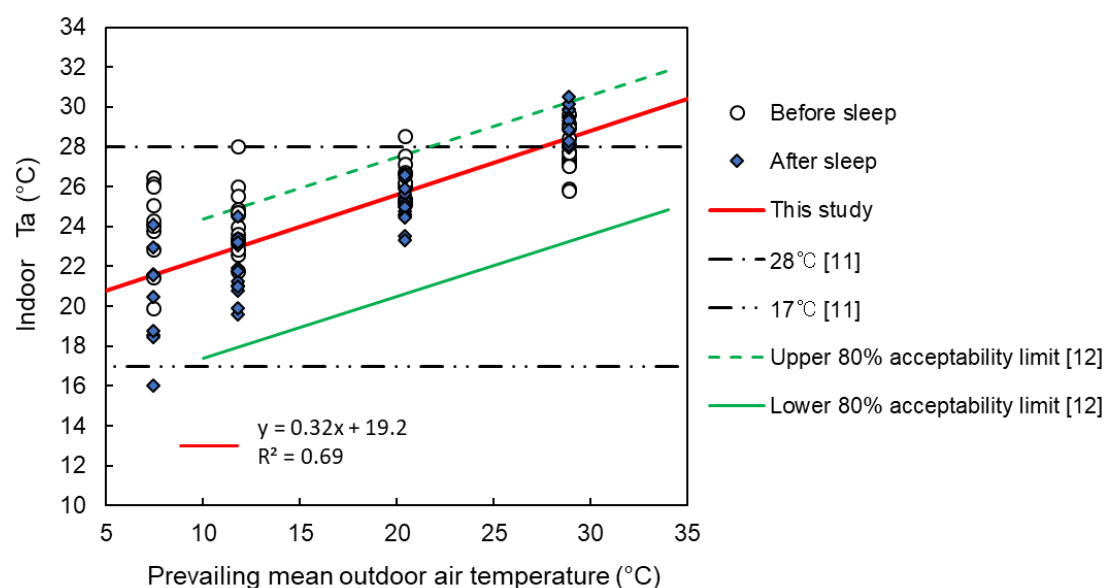 34
32
30
28
26
24
22
20
18
16
14
12
10
Indoor Ta (°C)
5
10
15
20
25
30
35
Prevailing mean outdoor air temperature (°C)
y = 0.32x + 19.2
R² = 0.69
Before sleep
After sleep
This study
28℃ [11]
17℃ [11]
Upper 80% acceptability limit [12]
Lower 80% acceptability limit [12]